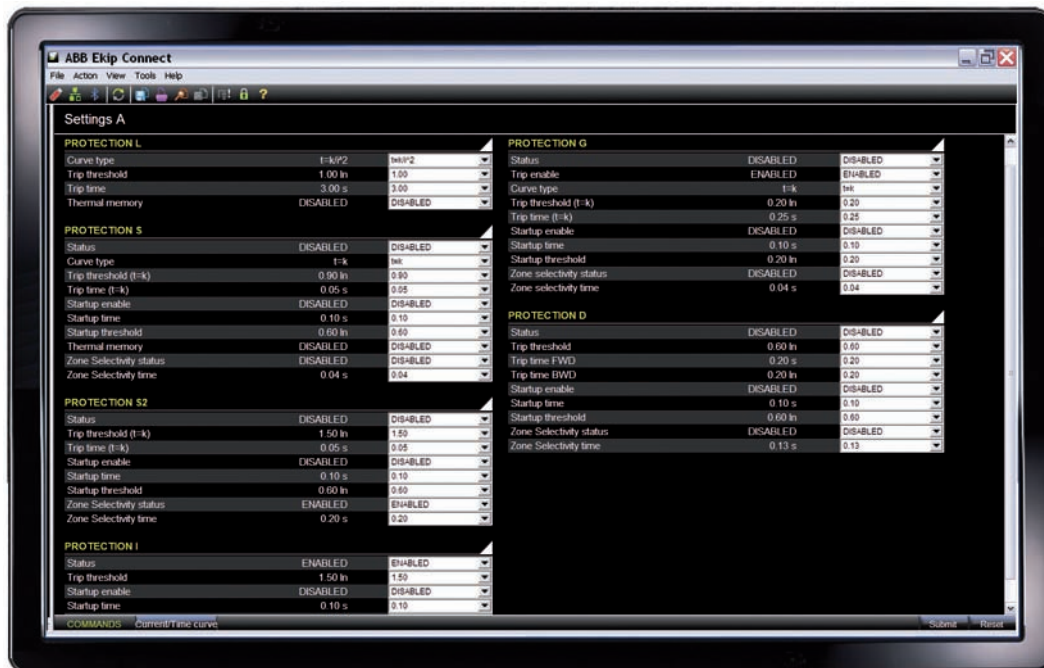 ABB Ekip Connect
File Action View Tools Help
Settings A
PROTECTION L
Curve type t=k/i^2 t=k/i^2
Trip threshold 1.00 In 1.00
Trip time 3.00 s 3.00
Thermal memory DISABLED DISABLED
PROTECTION S
Status DISABLED DISABLED
Curve type t=k t=k
Trip threshold (t=k) 0.90 In 0.90
Trip time (t=k) 0.05 s 0.05
Startup enable DISABLED DISABLED
Startup time 0.10 s 0.10
Startup threshold 0.60 In 0.60
Thermal memory DISABLED DISABLED
Zone Selectivity status DISABLED DISABLED
Zone Selectivity time 0.04 s 0.04
PROTECTION S2
Status DISABLED DISABLED
Trip threshold (t=k) 1.50 In 1.50
Trip time (t=k) 0.05 s 0.05
Startup enable DISABLED DISABLED
Startup time 0.10 s 0.10
Startup threshold 0.60 In 0.60
Zone Selectivity status ENABLED ENABLED
Zone Selectivity time 0.20 s 0.20
PROTECTION I
Status ENABLED ENABLED
Trip threshold 1.50 In 1.50
Startup enable DISABLED DISABLED
Startup time 0.10 s 0.10
PROTECTION G
Status DISABLED DISABLED
Trip enable ENABLED ENABLED
Curve type t=k t=k
Trip threshold (t=k) 0.20 In 0.20
Trip time (t=k) 0.25 s 0.25
Startup enable DISABLED DISABLED
Startup time 0.10 s 0.10
Startup threshold 0.20 In 0.20
Zone selectivity status DISABLED DISABLED
Zone selectivity time 0.04 s 0.04
PROTECTION D
Status DISABLED DISABLED
Trip threshold 0.60 In 0.60
Trip time FWD 0.20 s 0.20
Trip time BWD 0.20 In 0.20
Startup enable DISABLED DISABLED
Startup time 0.10 s 0.10
Startup threshold 0.60 In 0.60
Zone Selectivity status DISABLED DISABLED
Zone Selectivity time 0.13 s 0.13
COMMANDS Current/Time curve Submit Reset